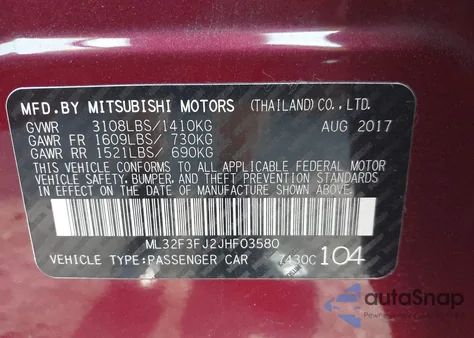 MFD.BY MITSUBISHI MOTORS (THAILAND)CO.,LTD.
GVWR 3108LBS/1410KG AUG 2017
GAWR FR 1609LBS/ 730KG
GAWR RR 1521LBS/ 690KG
THIS VEHICLE CONFORMS TO ALL APPLICABLE FEDERAL MOTOR
VEHICLE SAFETY, BUMPER, AND THEFT PREVENTION STANDARDS
IN EFFECT ON THE DATE OF MANUFACTURE SHOWN ABOVE.
ML32F3FJ2JHF03580
VEHICLE TYPE:PASSENGER CAR 7430C 104
autoSnap